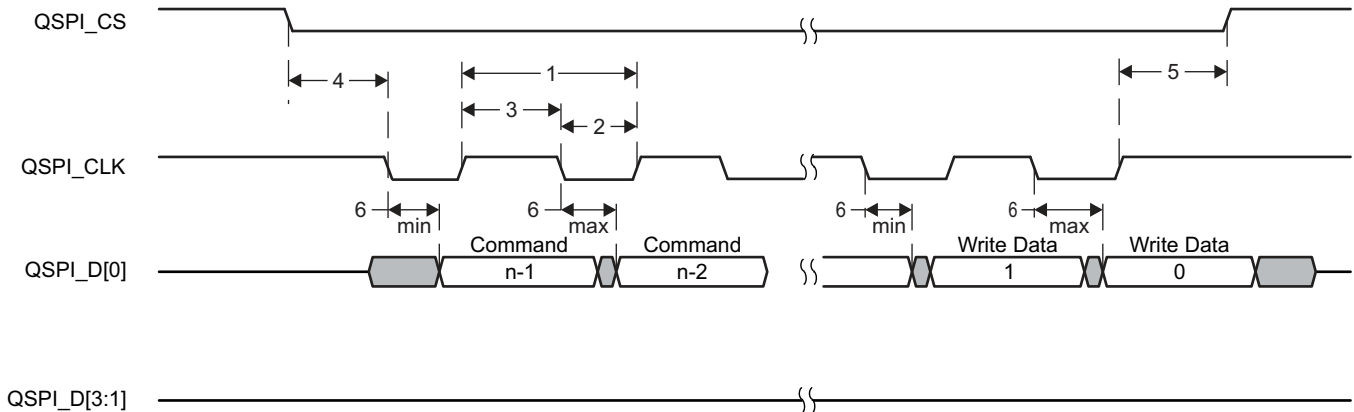 QSPI_CS
4
1
5
3
2
QSPI_CLK
6 min
6 max
6 min
6 max
Command Command Write Data Write Data
QSPI_D[0]
n-1 n-2 1 0
QSPI_D[3:1]